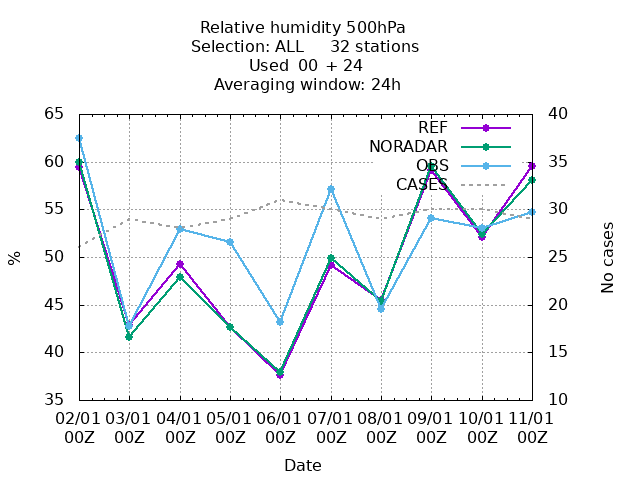 Relative humidity 500hPa
Selection: ALL 32 stations
Used 00 + 24
Averaging window: 24h
65 40
REF
NORADAR
60 35
OBS
CASES
55 30
50 25
% No cases
45 20
40 15
35 10
02/01 03/01 04/01 05/01 06/01 07/01 08/01 09/01 10/01 11/01
00Z 00Z 00Z 00Z 00Z 00Z 00Z 00Z 00Z 00Z
Date